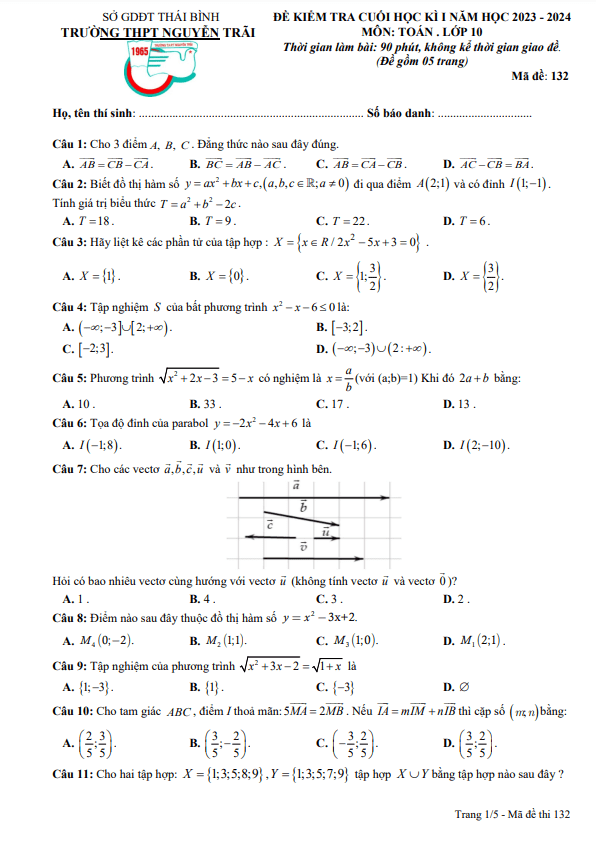 SỞ GDĐT THÁI BÌNH
TRƯỜNG THPT NGUYỄN TRÃI
1965
ĐỀ KIỂM TRA CUỐI HỌC KÌ I NĂM HỌC 2023 - 2024
MÔN: TOÁN . LỚP 10
Thời gian làm bài: 90 phút, không kể thời gian giao đề.
(Đề gồm 05 trang)
Mã đề: 132
Họ, tên thí sinh: ........................................................................... Số báo danh: ...............................
Câu 1: Cho 3 điểm A, B, C . Đẳng thức nào sau đây đúng.
A. $\overrightarrow{AB}=\overrightarrow{CB}-\overrightarrow{CA}$. B. $\overrightarrow{BC}=\overrightarrow{AB}-\overrightarrow{AC}$. C. $\overrightarrow{AB}=\overrightarrow{CA}-\overrightarrow{CB}$. D. $\overrightarrow{AC}-\overrightarrow{CB}=\overrightarrow{BA}$.
Câu 2: Biết đồ thị hàm số $y=ax^2+bx+c,(a,b,c\in\mathbb{R};a\neq 0)$ đi qua điểm A(2;1) và có đỉnh I(1;−1).
Tính giá trị biểu thức $T=a^2+b^2-2c$.
A. T = 18. B. T = 9. C. T = 22. D. T = 6.
Câu 3: Hãy liệt kê các phần tử của tập hợp : $X=\{x\in R/2x^2-5x+3=0\}$ .
A. X = {1}. B. X = {0}. C. $X=\left\{1;\frac{3}{2}\right\}$. D. $X=\left\{\frac{3}{2}\right\}$.
Câu 4: Tập nghiệm S của bất phương trình $x^2-x-6\leq 0$ là:
A. (−∞;−3]∪[2;+∞). B. [−3;2].
C. [−2;3]. D. (−∞;−3)∪(2:+∞).
Câu 5: Phương trình $\sqrt{x^2+2x-3}=5-x$ có nghiệm là $x=\frac{a}{b}$ (với (a;b)=1) Khi đó 2a+b bằng:
A. 10 . B. 33 . C. 17 . D. 13 .
Câu 6: Tọa độ đỉnh của parabol $y=-2x^2-4x+6$ là
A. I(−1;8). B. I(1;0). C. I(−1;6). D. I(2;−10).
Câu 7: Cho các vectơ $\vec{a},\vec{b},\vec{c},\vec{u}$ và $\vec{v}$ như trong hình bên.
$\vec{a}$
$\vec{b}$
$\vec{c}$ $\vec{u}$
$\vec{v}$
Hỏi có bao nhiêu vectơ cùng hướng với vectơ $\vec{u}$ (không tính vectơ $\vec{u}$ và vectơ $\vec{0}$)?
A. 1 . B. 4 . C. 3 . D. 2 .
Câu 8: Điểm nào sau đây thuộc đồ thị hàm số $y=x^2-3x+2$.
A. $M_4(0;-2)$. B. $M_2(1;1)$. C. $M_3(1;0)$. D. $M_1(2;1)$.
Câu 9: Tập nghiệm của phương trình $\sqrt{x^2+3x-2}=\sqrt{1+x}$ là
A. {1;−3}. B. {1}. C. {−3} D. ∅
Câu 10: Cho tam giác ABC , điểm I thoả mãn: $5\overrightarrow{MA}=2\overrightarrow{MB}$. Nếu $\overrightarrow{IA}=m\overrightarrow{IM}+n\overrightarrow{IB}$ thì cặp số (m;n)bằng:
A. $\left(\frac{2}{5};\frac{3}{5}\right)$. B. $\left(\frac{3}{5};-\frac{2}{5}\right)$. C. $\left(-\frac{3}{5};\frac{2}{5}\right)$. D. $\left(\frac{3}{5};\frac{2}{5}\right)$.
Câu 11: Cho hai tập hợp: X = {1;3;5;8;9},Y = {1;3;5;7;9} tập hợp X∪Y bằng tập hợp nào sau đây ?
Trang 1/5 - Mã đề thi 132